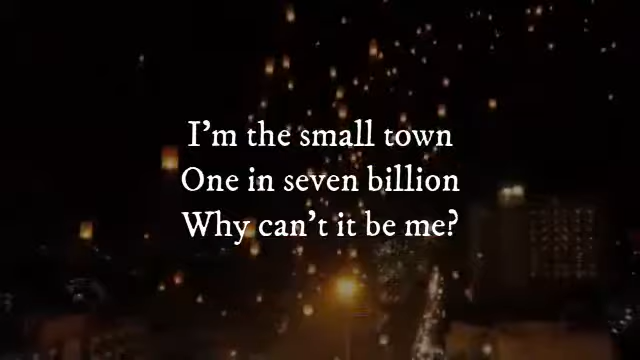 I'm the small town
One in seven billion
Why can't it be me?